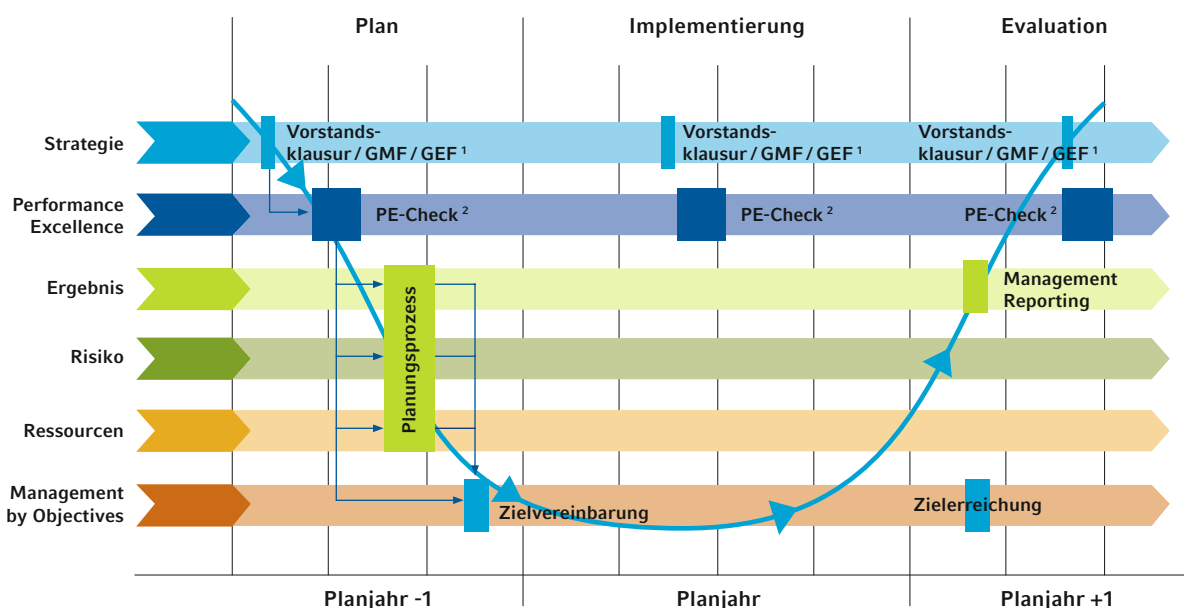 Plan
Implementierung
Evaluation
Strategie
Vorstands-
klausur / GMF / GEF ¹
Vorstands-
klausur / GMF / GEF ¹
Vorstands-
klausur / GMF / GEF ¹
Performance
Excellence
PE-Check ²
PE-Check ²
PE-Check ²
Ergebnis
Planungsprozess
Management
Reporting
Risiko
Ressourcen
Management
by Objectives
Zielvereinbarung
Zielerreichung
Planjahr -1
Planjahr
Planjahr +1